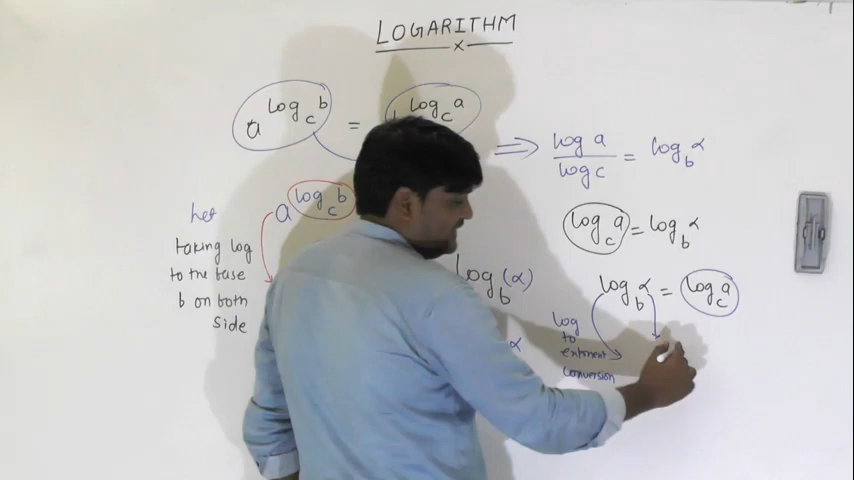 LOGARITHM
x
a^log_c b = log_c a
⇒ log a / log c = log_b α
let a^log_c b
log_c a = log_b α
taking log
to the base
b on both
side
log_b (α)
log_b α = log_c a
α
log
to
exponent
conversion